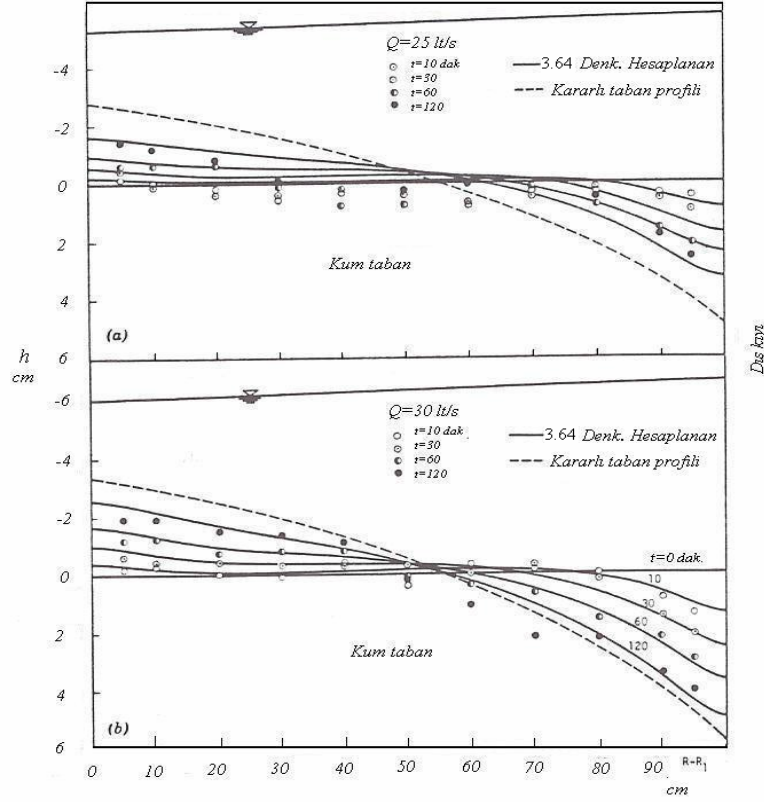 Q=25 lt/s
t=10 dak
t=30
t=60
t=120
3.64 Denk. Hesaplanan
Kararlı taban profili
-4
-2
0
2
4
6
Kum taban
(a)
h
cm
Dıs kıyı
Q=30 lt/s
t=10 dak
t=30
t=60
t=120
3.64 Denk. Hesaplanan
Kararlı taban profili
-6
-4
-2
0
2
4
6
t=0 dak.
10
30
60
120
Kum taban
(b)
0 10 20 30 40 50 60 70 80 90 R-R1
cm